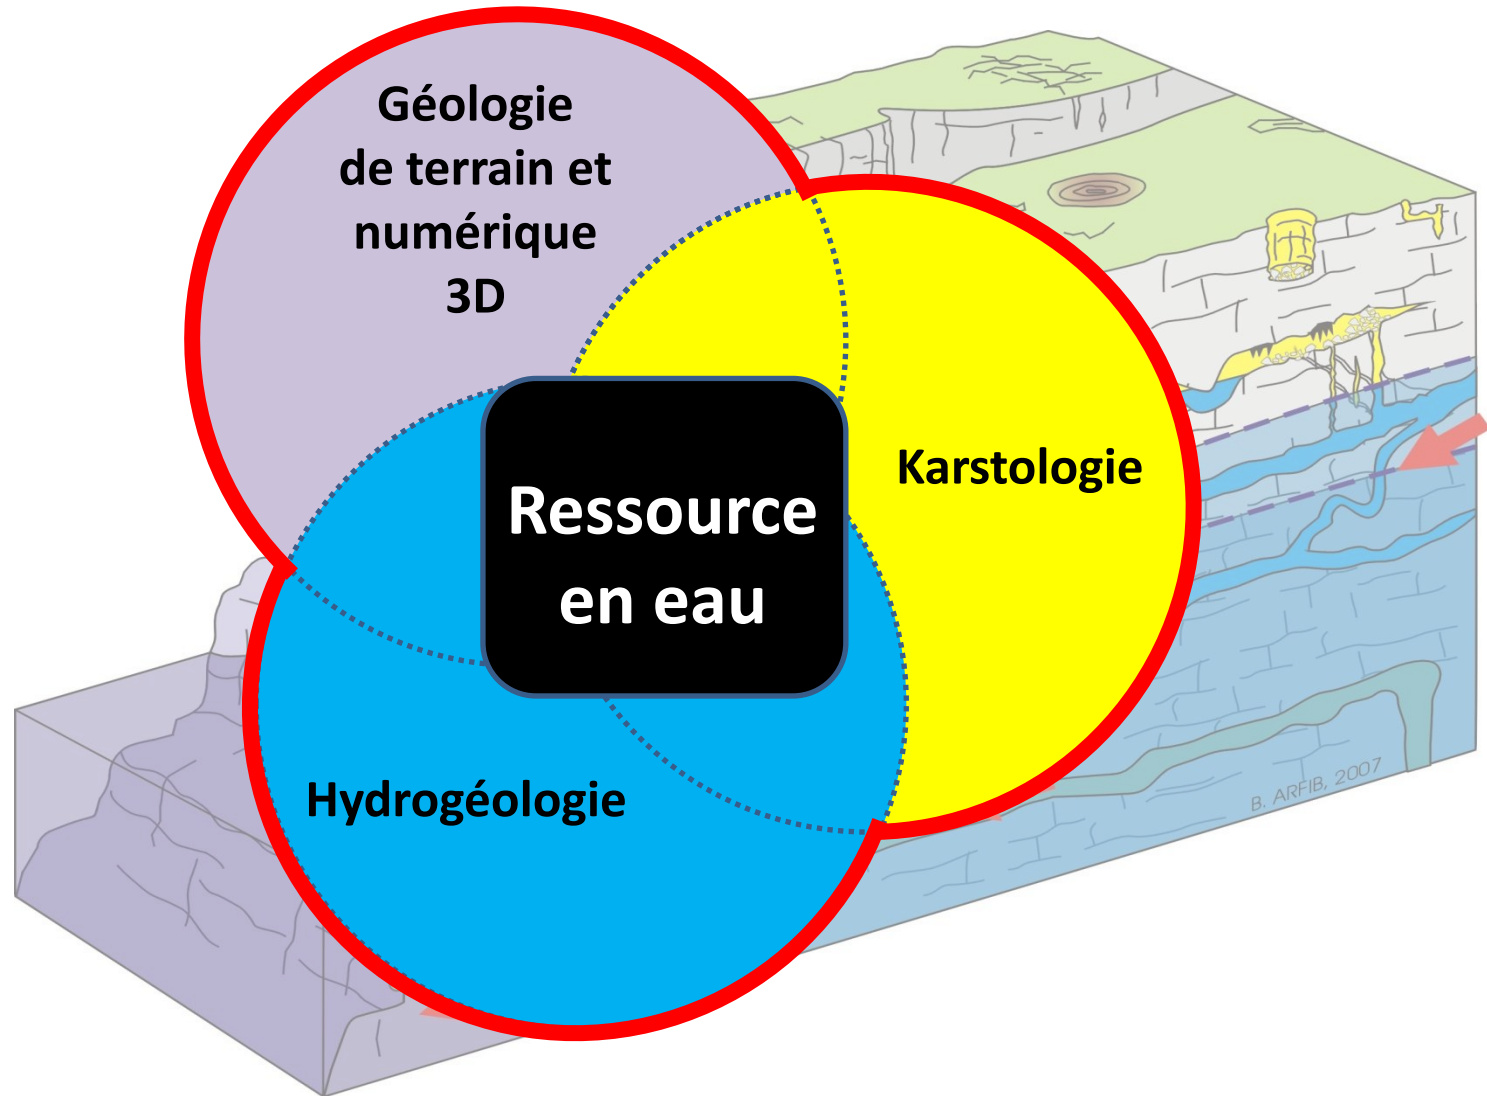 Géologie
de terrain et
numérique
3D
Karstologie
Ressource
en eau
Hydrogéologie
B. ARFIB, 2007